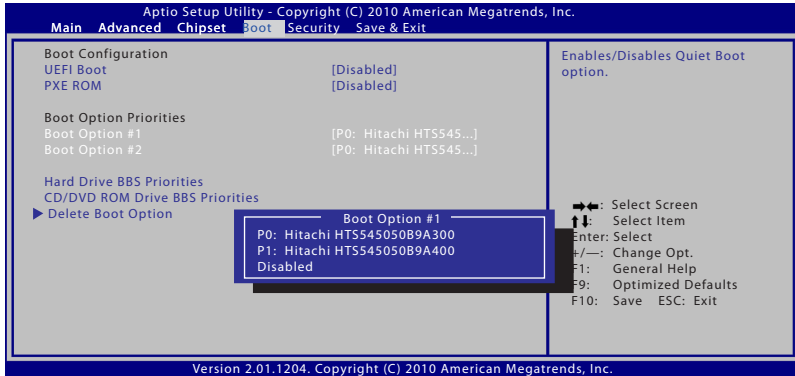 Aptio Setup Utility - Copyright (C) 2010 American Megatrends, Inc.
Main Advanced Chipset Boot Security Save & Exit
Boot Configuration
UEFI Boot [Disabled]
PXE ROM [Disabled]
Boot Option Priorities
Boot Option #1 [P0: Hitachi HTS545...]
Boot Option #2 [P0: Hitachi HTS545...]
Hard Drive BBS Priorities
CD/DVD ROM Drive BBS Priorities
Delete Boot Option
Boot Option #1
P0: Hitachi HTS545050B9A300
P1: Hitachi HTS545050B9A400
Disabled
Enables/Disables Quiet Boot
option.
→←: Select Screen
↑↓: Select Item
Enter: Select
+/—: Change Opt.
F1: General Help
F9: Optimized Defaults
F10: Save ESC: Exit
Version 2.01.1204. Copyright (C) 2010 American Megatrends, Inc.